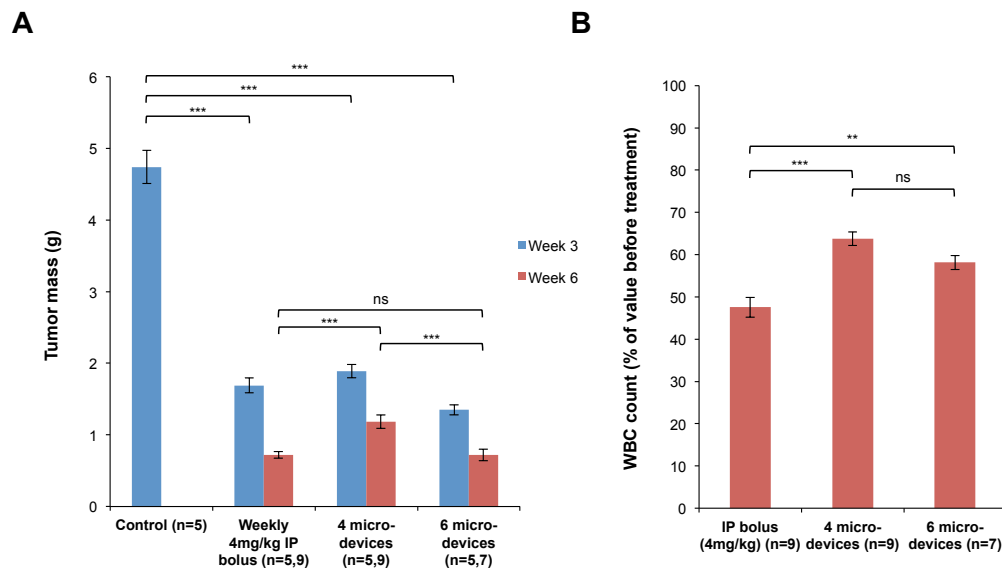 A
Tumor mass (g)
6
5
4
3
2
1
0
***
***
***
ns
***
***
Week 3
Week 6
Control (n=5)
Weekly
4mg/kg IP
bolus (n=5,9)
4 micro-
devices (n=5,9)
6 micro-
devices (n=5,7)
B
WBC count (% of value before treatment)
100
90
80
70
60
50
40
30
20
10
0
**
***
ns
IP bolus
(4mg/kg) (n=9)
4 micro-
devices (n=9)
6 micro-
devices (n=7)